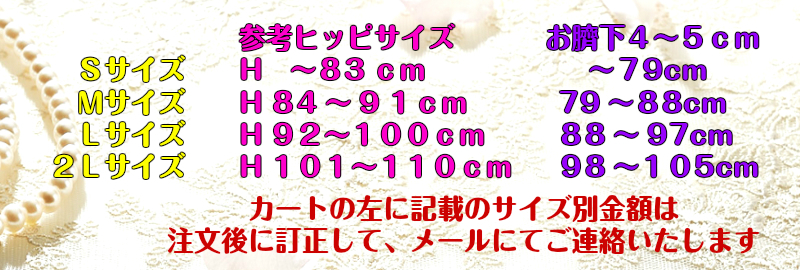 参考ヒッピサイズ　お臍下４～５ｃｍ
Ｓサイズ　Ｈ　～８３ｃｍ　～７９cm
Ｍサイズ　Ｈ８４～９１ｃｍ　７９～８８cm
Ｌサイズ　Ｈ９２～１００ｃｍ　８８～９７cm
２Ｌサイズ　Ｈ１０１～１１０ｃｍ　９８～１０５cm
カートの左に記載のサイズ別金額は
注文後に訂正して、メールにてご連絡いたします